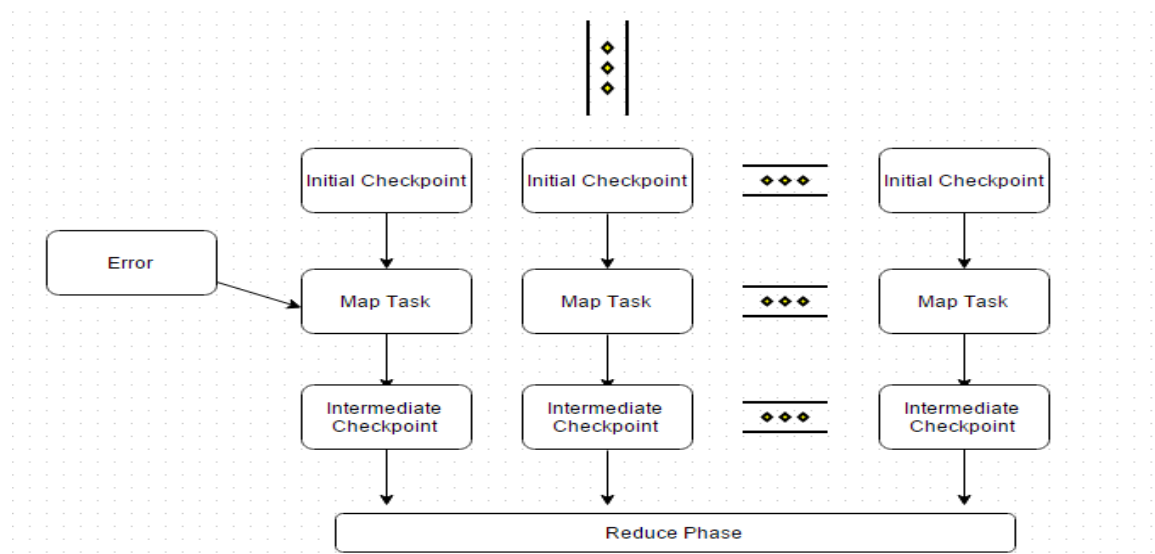 Initial Checkpoint
Initial Checkpoint
Initial Checkpoint
Error
Map Task
Map Task
Map Task
Intermediate
Checkpoint
Intermediate
Checkpoint
Intermediate
Checkpoint
Reduce Phase